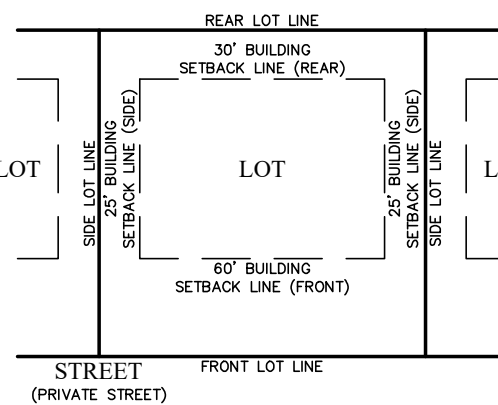 REAR LOT LINE
30' BUILDING
SETBACK LINE (REAR)
SIDE LOT LINE
25' BUILDING
SETBACK LINE (SIDE)
LOT
LOT
25' BUILDING
SETBACK LINE (SIDE)
SIDE LOT LINE
L
60' BUILDING
SETBACK LINE (FRONT)
STREET
(PRIVATE STREET)
FRONT LOT LINE